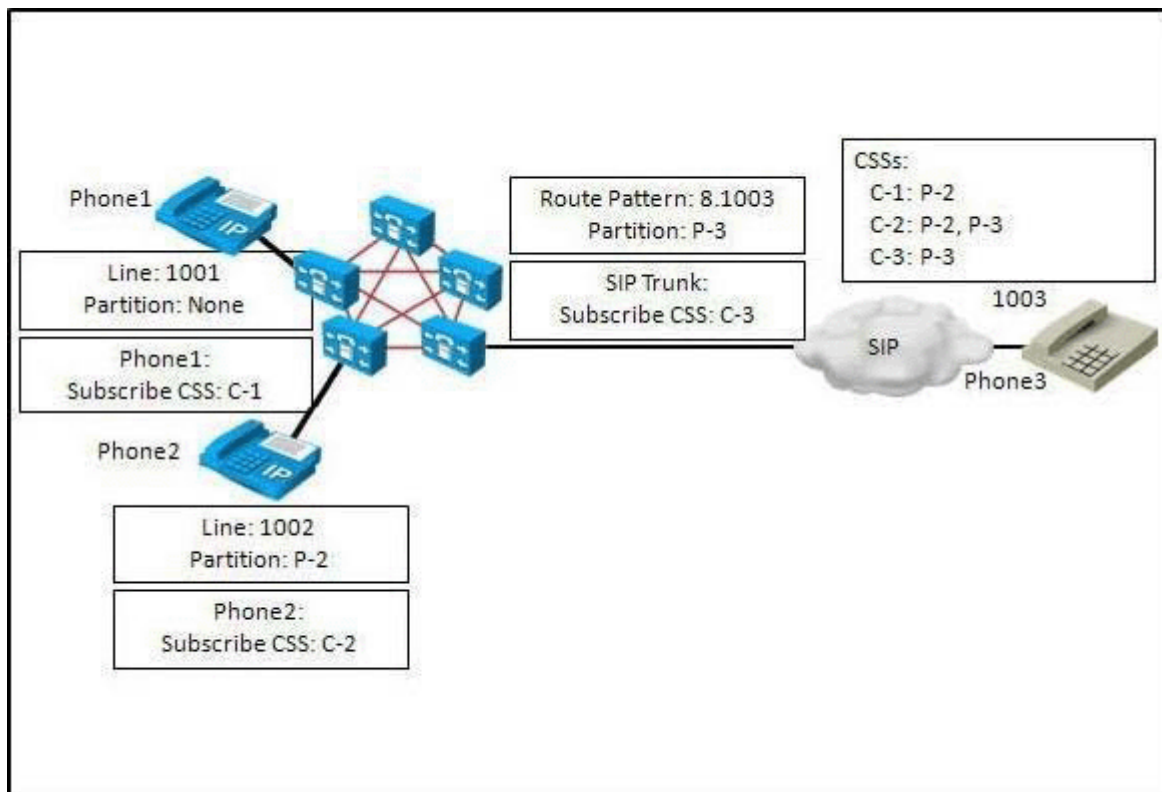 Phone1
IP
Line: 1001
Partition: None
Phone1:
Subscribe CSS: C-1
Phone2
IP
Line: 1002
Partition: P-2
Phone2:
Subscribe CSS: C-2
Route Pattern: 8.1003
Partition: P-3
SIP Trunk:
Subscribe CSS: C-3
CSSs:
C-1: P-2
C-2: P-2, P-3
C-3: P-3
1003
SIP
Phone3